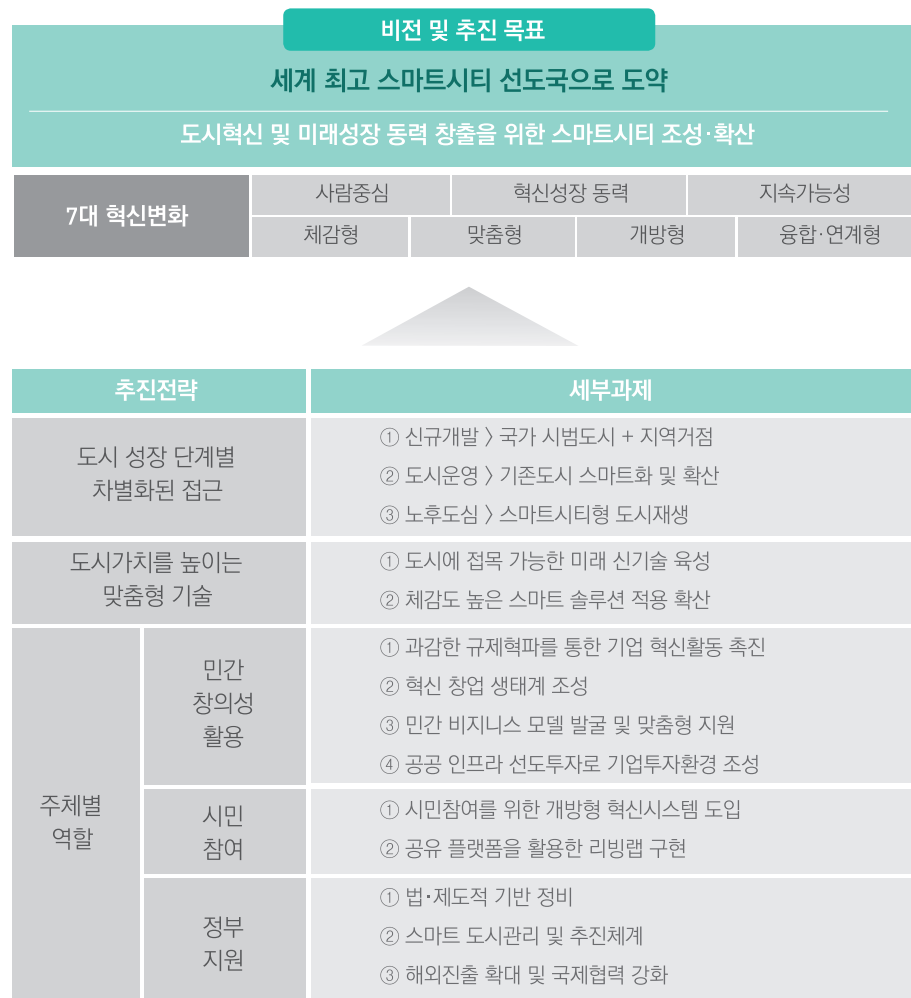 비전 및 추진 목표
세계 최고 스마트시티 선도국으로 도약
도시혁신 및 미래성장 동력 창출을 위한 스마트시티 조성·확산
7대 혁신변화
사람중심
혁신성장 동력
지속가능성
체감형
맞춤형
개방형
융합·연계형
추진전략
세부과제
도시 성장 단계별
차별화된 접근
① 신규개발 〉 국가 시범도시 + 지역거점
② 도시운영 〉 기존도시 스마트화 및 확산
③ 노후도심 〉 스마트시티형 도시재생
도시가치를 높이는
맞춤형 기술
① 도시에 접목 가능한 미래 신기술 육성
② 체감도 높은 스마트 솔루션 적용 확산
주체별
역할
민간
창의성
활용
① 과감한 규제혁파를 통한 기업 혁신활동 촉진
② 혁신 창업 생태계 조성
③ 민간 비지니스 모델 발굴 및 맞춤형 지원
④ 공공 인프라 선도투자로 기업투자환경 조성
시민
참여
① 시민참여를 위한 개방형 혁신시스템 도입
② 공유 플랫폼을 활용한 리빙랩 구현
정부
지원
① 법·제도적 기반 정비
② 스마트 도시관리 및 추진체계
③ 해외진출 확대 및 국제협력 강화